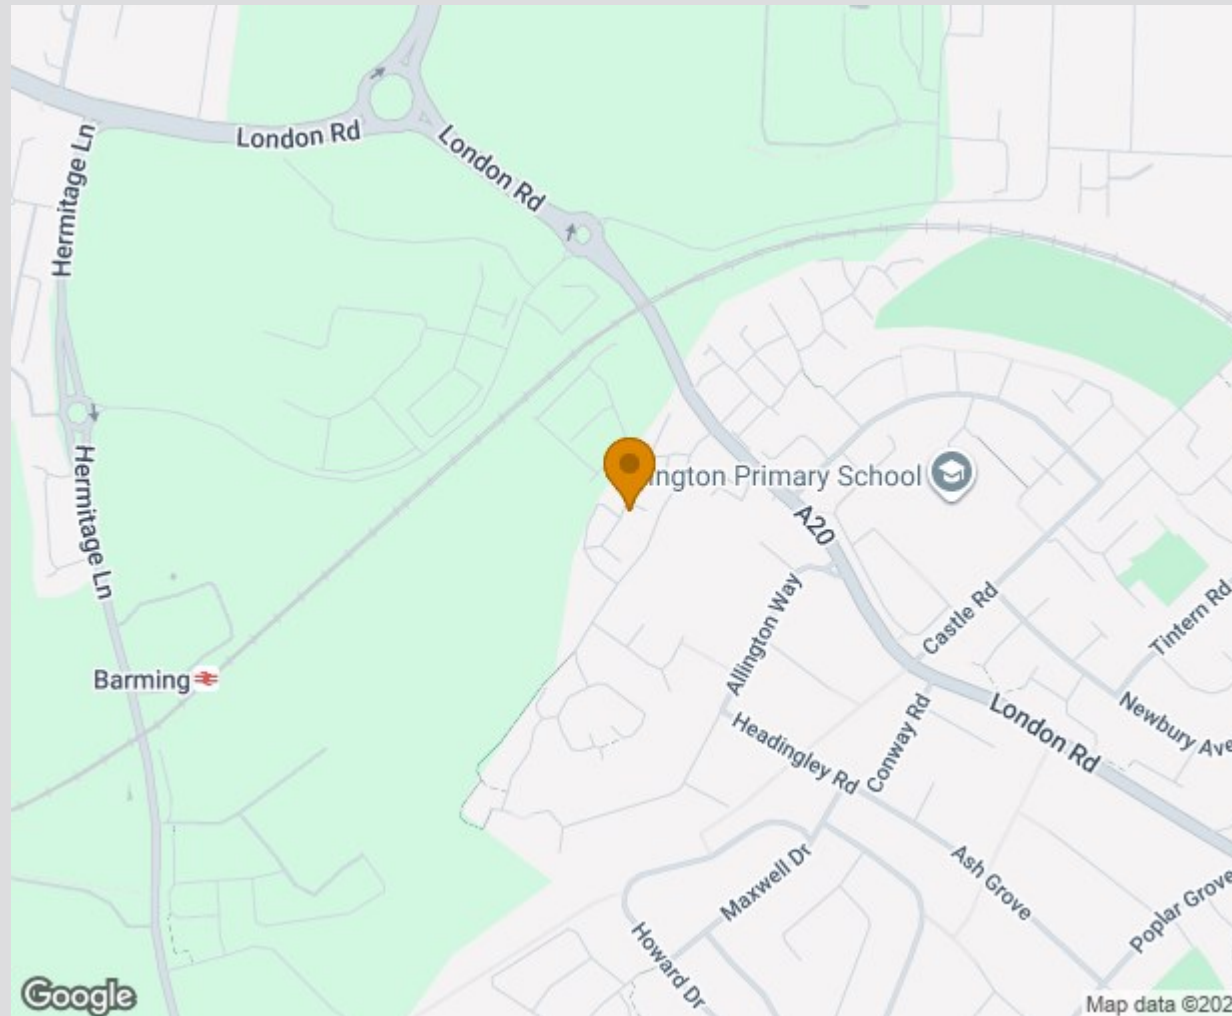 London Rd
London Rd
Hermitage Ln
Hermitage Ln
ington Primary School
A20
Castle Rd
Tintern Rd
Allington Way
Barming
Headingley Rd
Conway Rd
London Rd
Newbury Ave
Maxwell Dr
Ash Grove
Poplar Grove
Howard Dr
Google
Map data ©202